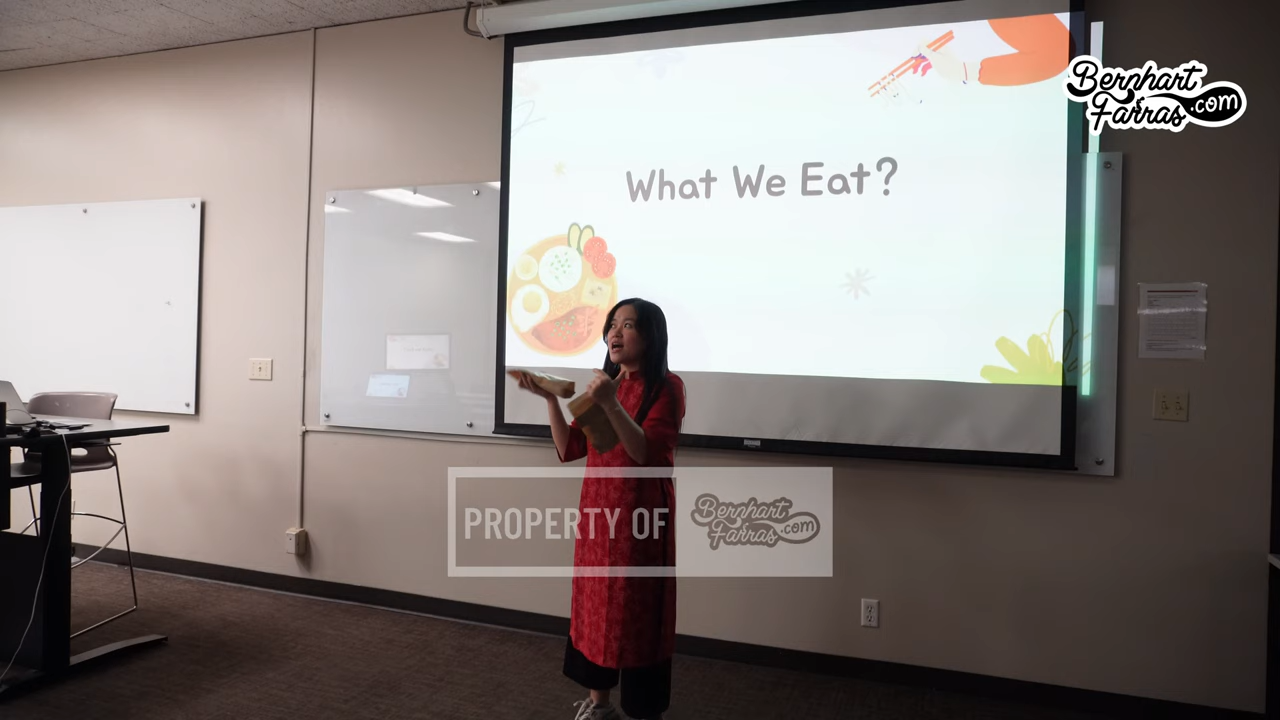 Bernhart
& Farras .com
What We Eat?
PROPERTY OF
Bernhart
& Farras .com